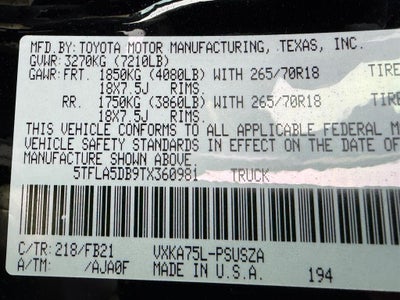 MFD.BY: TOYOTA MOTOR MANUFACTURING, TEXAS, INC.
GVWR: 3270KG (7210LB)
GAWR: FRT. 1850KG (4080LB) WITH 265/70R18 TIRE
18X7.5J RIMS.
RR. 1750KG (3860LB) WITH 265/70R18 TIRE
18X7.5J RIMS.
THIS VEHICLE CONFORMS TO ALL APPLICABLE FEDERAL M
VEHICLE SAFETY STANDARDS IN EFFECT ON THE DATE OF
MANUFACTURE SHOWN ABOVE.
5TFLA5DB9TX360981 TRUCK
C/TR: 218/FB21 VXKA75L-PSUSZA
A/TM: /AJA0F MADE IN U.S.A. 194